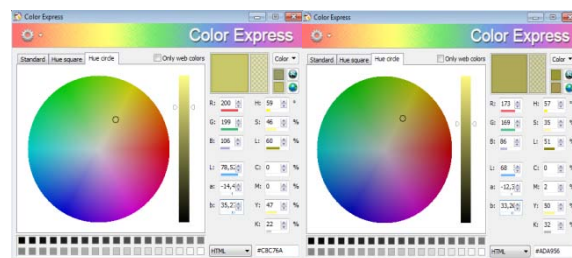 Color Express
Color Express
Standard Hue square Hue circle Only web colors Color
R: 200 H: 59 °
G: 199 S: 46 %
B: 106 L: 60 %
L: 78,52 C: 0 %
a: -14,4 M: 0 %
b: 35,27 Y: 47 %
K: 22 %
HTML #C8C76A
Color Express
Color Express
Standard Hue square Hue circle Only web colors Color
R: 173 H: 57 °
G: 169 S: 35 %
B: 86 L: 51 %
L: 68 C: 0 %
a: -12,3 M: 2 %
b: 33,28 Y: 50 %
K: 32 %
HTML #ADA956